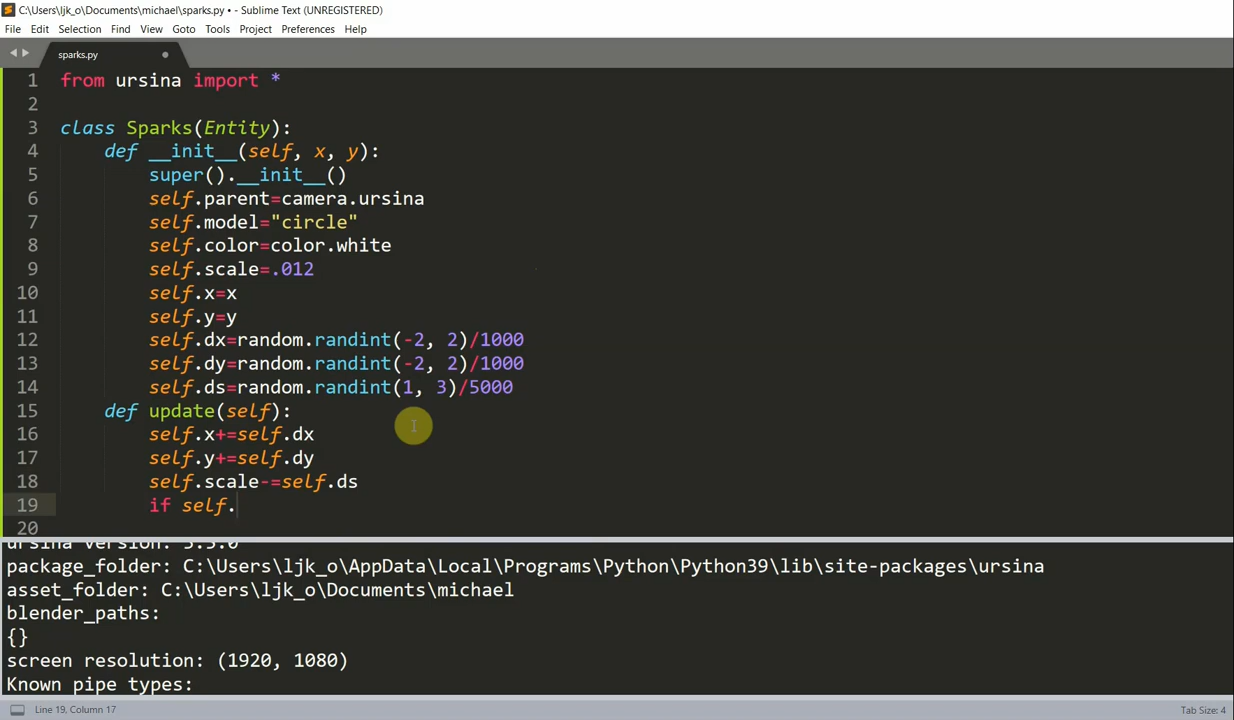 C:\Users\ljk_o\Documents\michael\sparks.py • - Sublime Text (UNREGISTERED)
File Edit Selection Find View Goto Tools Project Preferences Help
sparks.py
1 from ursina import *
2
3 class Sparks(Entity):
4 def __init__(self, x, y):
5 super().__init__()
6 self.parent=camera.ursina
7 self.model="circle"
8 self.color=color.white
9 self.scale=.012
10 self.x=x
11 self.y=y
12 self.dx=random.randint(-2, 2)/1000
13 self.dy=random.randint(-2, 2)/1000
14 self.ds=random.randint(1, 3)/5000
15 def update(self):
16 self.x+=self.dx
17 self.y+=self.dy
18 self.scale-=self.ds
19 if self.
20
ursina version:
package_folder: C:\Users\ljk_o\AppData\Local\Programs\Python\Python39\lib\site-packages\ursina
asset_folder: C:\Users\ljk_o\Documents\michael
blender_paths:
{}
screen resolution: (1920, 1080)
Known pipe types:
Line 19, Column 17 Tab Size: 4